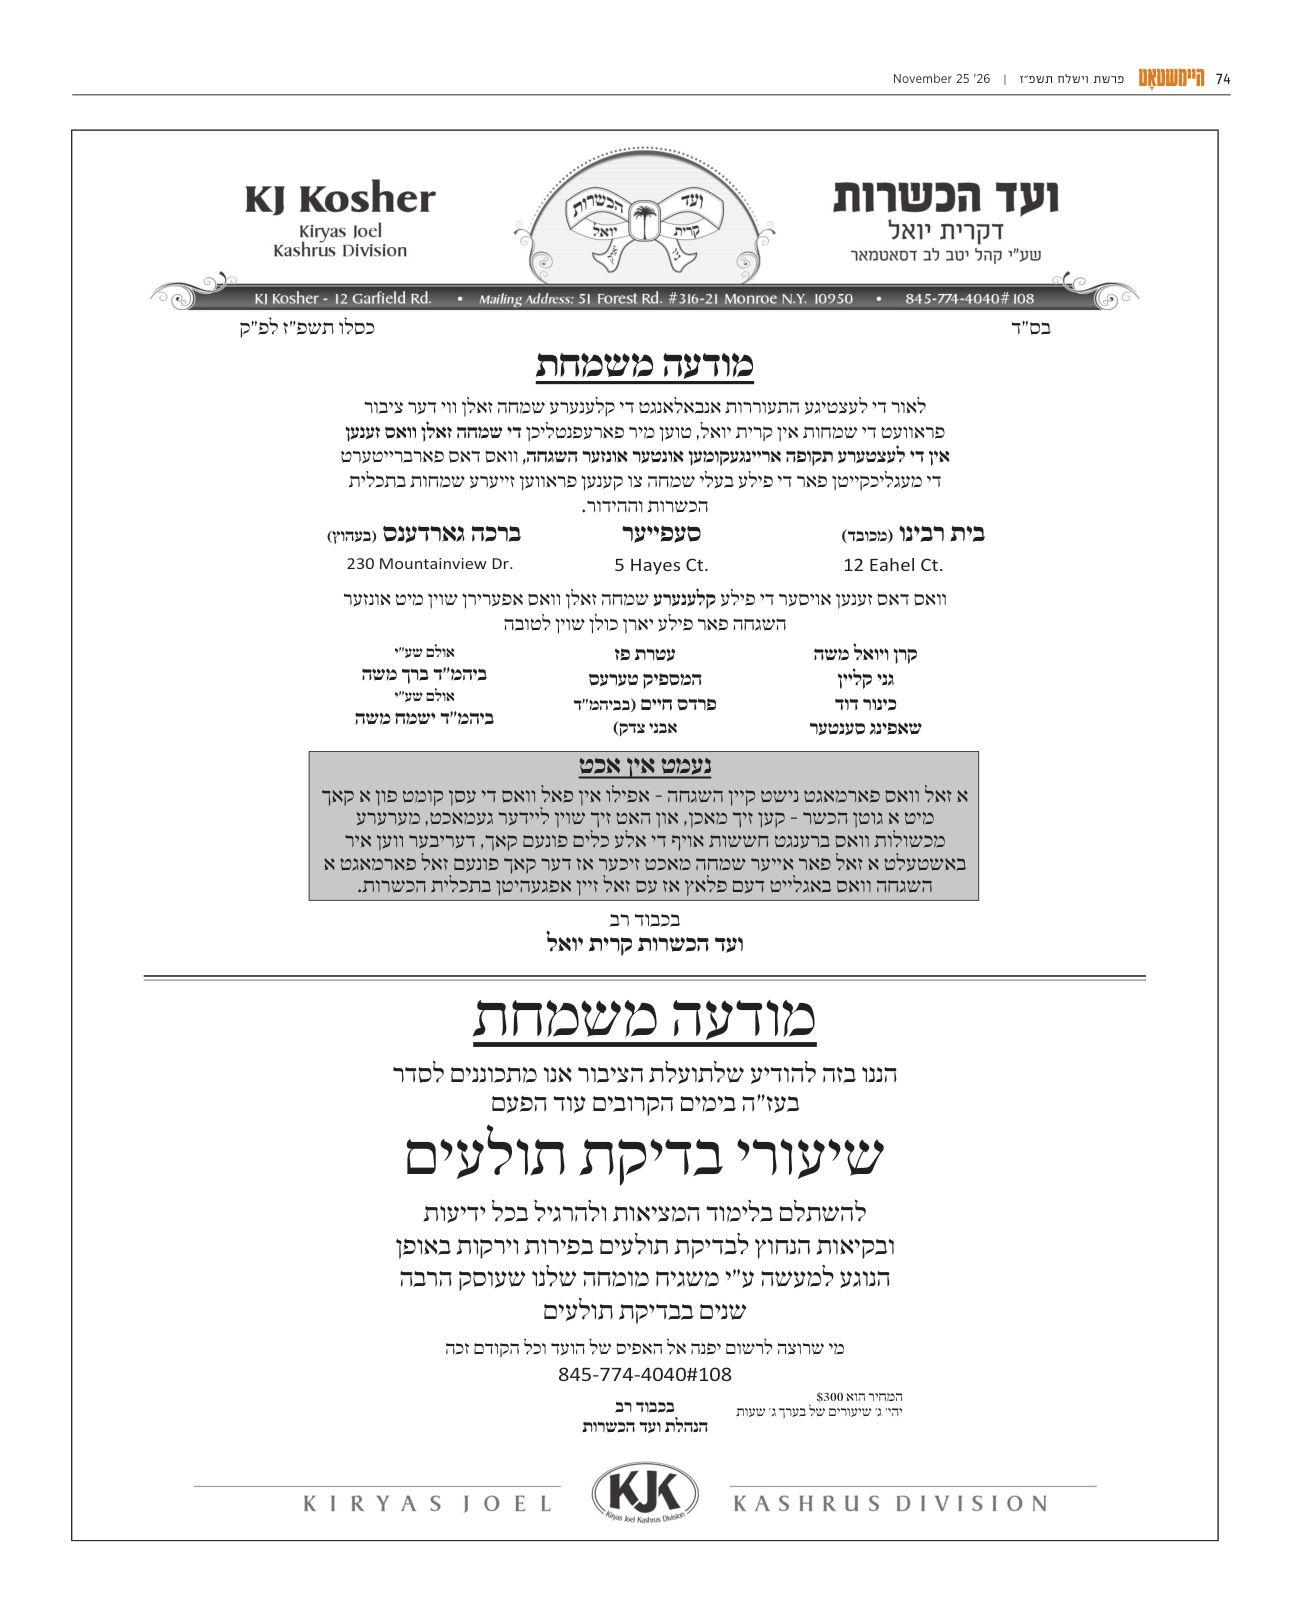 74 היימשטאָט פרשת וישלח תשפ״ז | November 25 '26
KJ Kosher
Kiryas Joel
Kashrus Division
ועד הכשרות
קרית יואל
ועד הכשרות
דקרית יואל
שע"י קהל יטב לב דסאטמאר
KJ Kosher - 12 Garfield Rd. • Mailing Address: 51 Forest Rd. #316-21 Monroe N.Y. 10950 • 845-774-4040#108
בס"ד
כסלו תשפ"ז לפ"ק
מודעה משמחת
לאור די לעצטיגע התעוררות אנבאלאנגט די קלענערע שמחה זאלן ווי דער ציבור
פראוועט די שמחות אין קרית יואל, טוען מיר פארעפנטליכן די שמחה זאלן וואס זענען
אין די לעצטערע תקופה אריינגעקומען אונטער אונזער השגחה, וואס דאס פארברייטערט
די מעגליכקייטן פאר די פילע בעלי שמחה צו קענען פראווען זייערע שמחות בתכלית
הכשרות וההידור.
בית רבינו (מכובד) סעפייער ברכה גארדענס (בעהויז)
12 Eahel Ct. 5 Hayes Ct. 230 Mountainview Dr.
וואס דאס זענען אויסער די פילע קלענערע שמחה זאלן וואס אפערירן שוין מיט אונזער
השגחה פאר פילע יארן כולן שוין לטובה
קרן ויואל משה
גני קליין
כינור דוד
שאפינג סענטער
עטרת פז
המספיק טערעס
פרדס חיים (בביהמ"ד
אבני צדק)
אולם שע"י
ביהמ"ד ברך משה
אולם שע"י
ביהמ"ד ישמח משה
נעמט אין אכט
א זאל וואס פארמאגט נישט קיין השגחה - אפילו אין פאל וואס די עסן קומט פון א קאך
מיט א גוטן הכשר - קען זיך מאכן, און האט זיך שוין ליידער געמאכט, מערערע
מכשולות וואס ברענגט חששות אויף די אלע כלים פונעם קאך, דעריבער ווען איר
באשטעלט א זאל פאר אייער שמחה מאכט זיכער אז דער קאך פונעם זאל פארמאגט א
השגחה וואס באגלייט דעם פלאץ אז עס זאל זיין אפגעהיטן בתכלית הכשרות.
בכבוד רב
ועד הכשרות קרית יואל
מודעה משמחת
הננו בזה להודיע שלתועלת הציבור אנו מתכוננים לסדר
בעז"ה בימים הקרובים עוד הפעם
שיעורי בדיקת תולעים
להשתלם בלימוד המציאות ולהרגיל בכל ידיעות
ובקיאות הנחוץ לבדיקת תולעים בפירות וירקות באופן
הנוגע למעשה ע"י משגיח מומחה שלנו שעוסק הרבה
שנים בבדיקת תולעים
מי שרוצה לרשום יפנה אל האפיס של הועד וכל הקודם זכה
845-774-4040#108
המחיר הוא $300
יהי' ג' שיעורים של בערך ג' שעות
בכבוד רב
הנהלת ועד הכשרות
KIRYAS JOEL
KJK
Kiryas Joel Kashrus Division
KASHRUS DIVISION